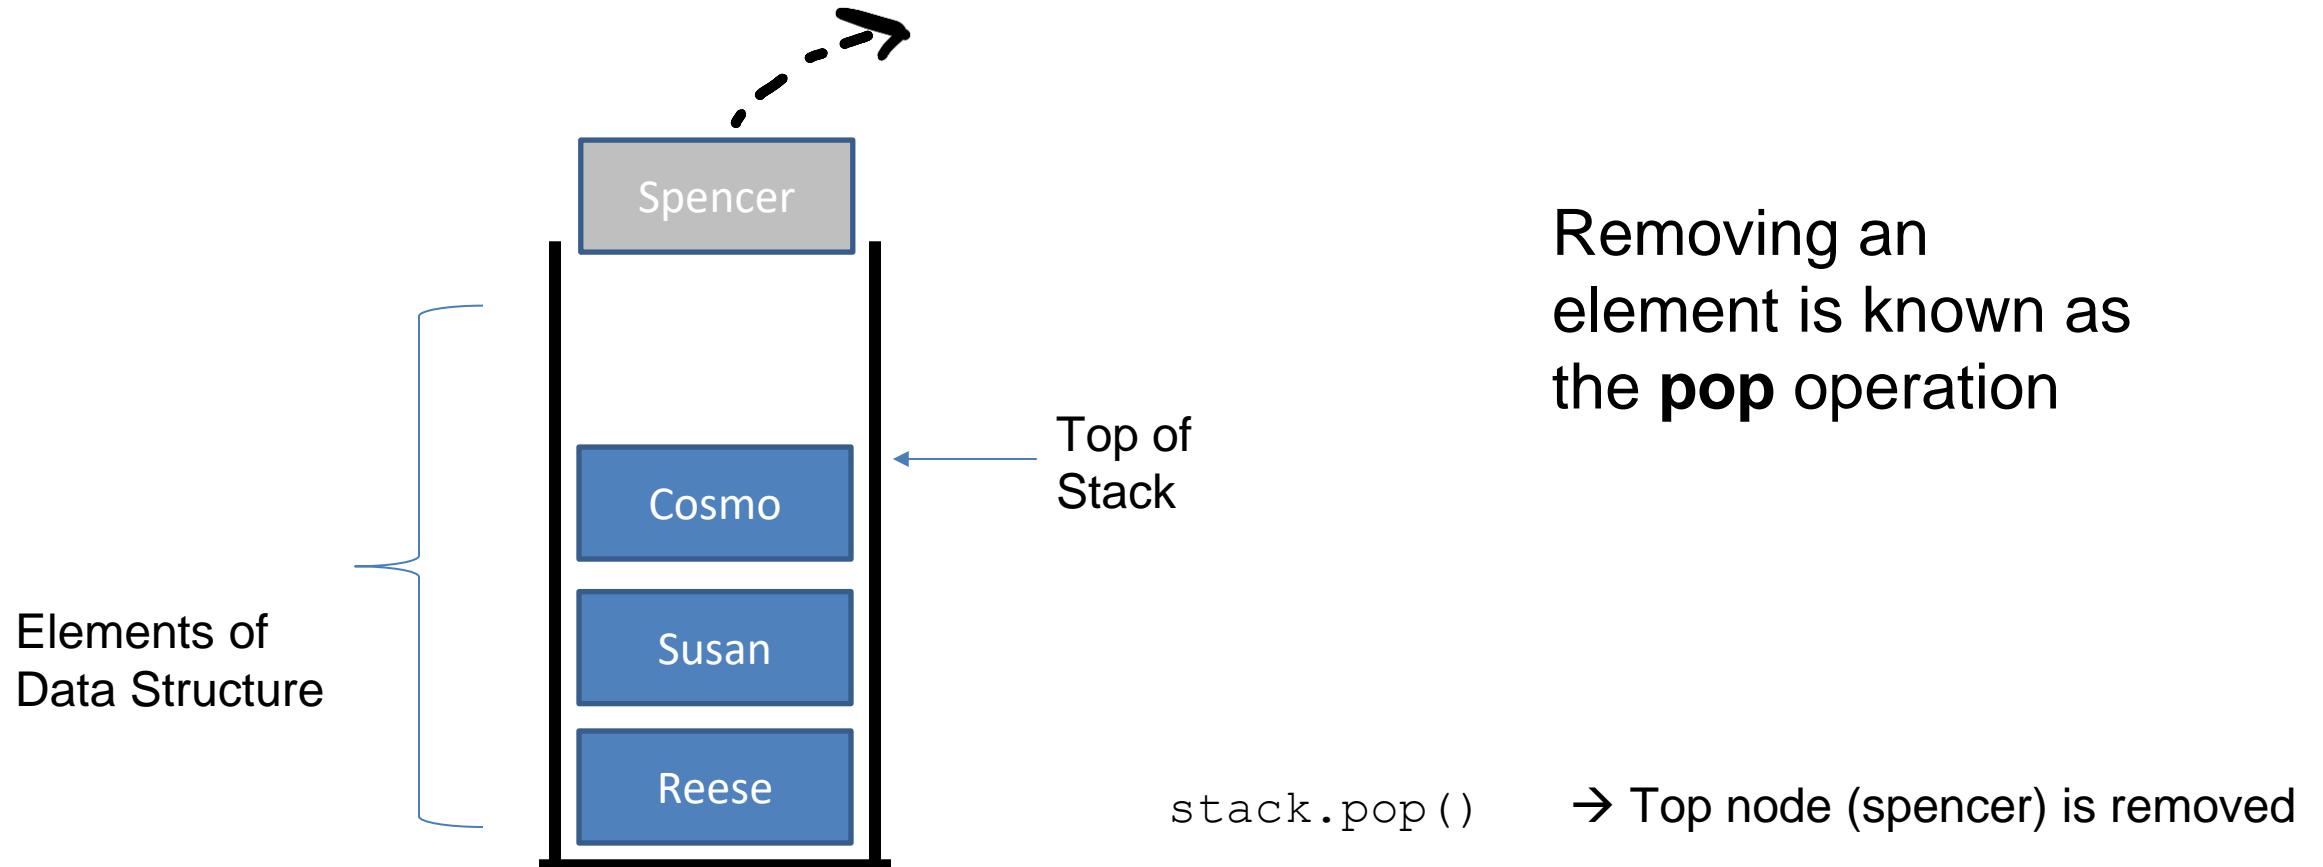 Spencer
Removing an
element is known as
the pop operation
Top of
Stack
Cosmo
Susan
Elements of
Data Structure
Reese
stack.pop() → Top node (spencer) is removed